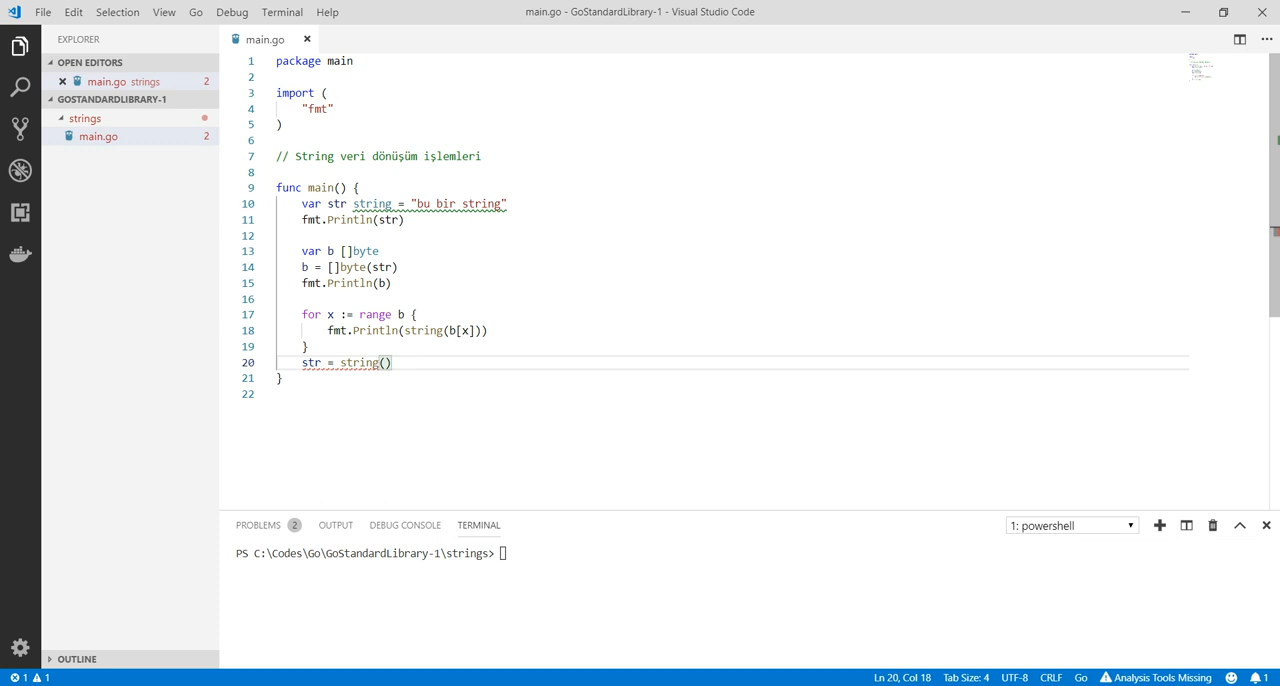 File Edit Selection View Go Debug Terminal Help
main.go - GoStandardLibrary-1 - Visual Studio Code
EXPLORER
OPEN EDITORS
main.go strings 2
GOSTANDARDLIBRARY-1
strings
main.go 2
OUTLINE
main.go
1 package main
2
3 import (
4 "fmt"
5 )
6
7 // String veri dönüşüm işlemleri
8
9 func main() {
10 var str string = "bu bir string"
11 fmt.Println(str)
12
13 var b []byte
14 b = []byte(str)
15 fmt.Println(b)
16
17 for x := range b {
18 fmt.Println(string(b[x]))
19 }
20 str = string()
21 }
22
PROBLEMS 2 OUTPUT DEBUG CONSOLE TERMINAL
1: powershell
PS C:\Codes\Go\GoStandardLibrary-1\strings>
1 1
Ln 20, Col 18 Tab Size: 4 UTF-8 CRLF Go Analysis Tools Missing 1